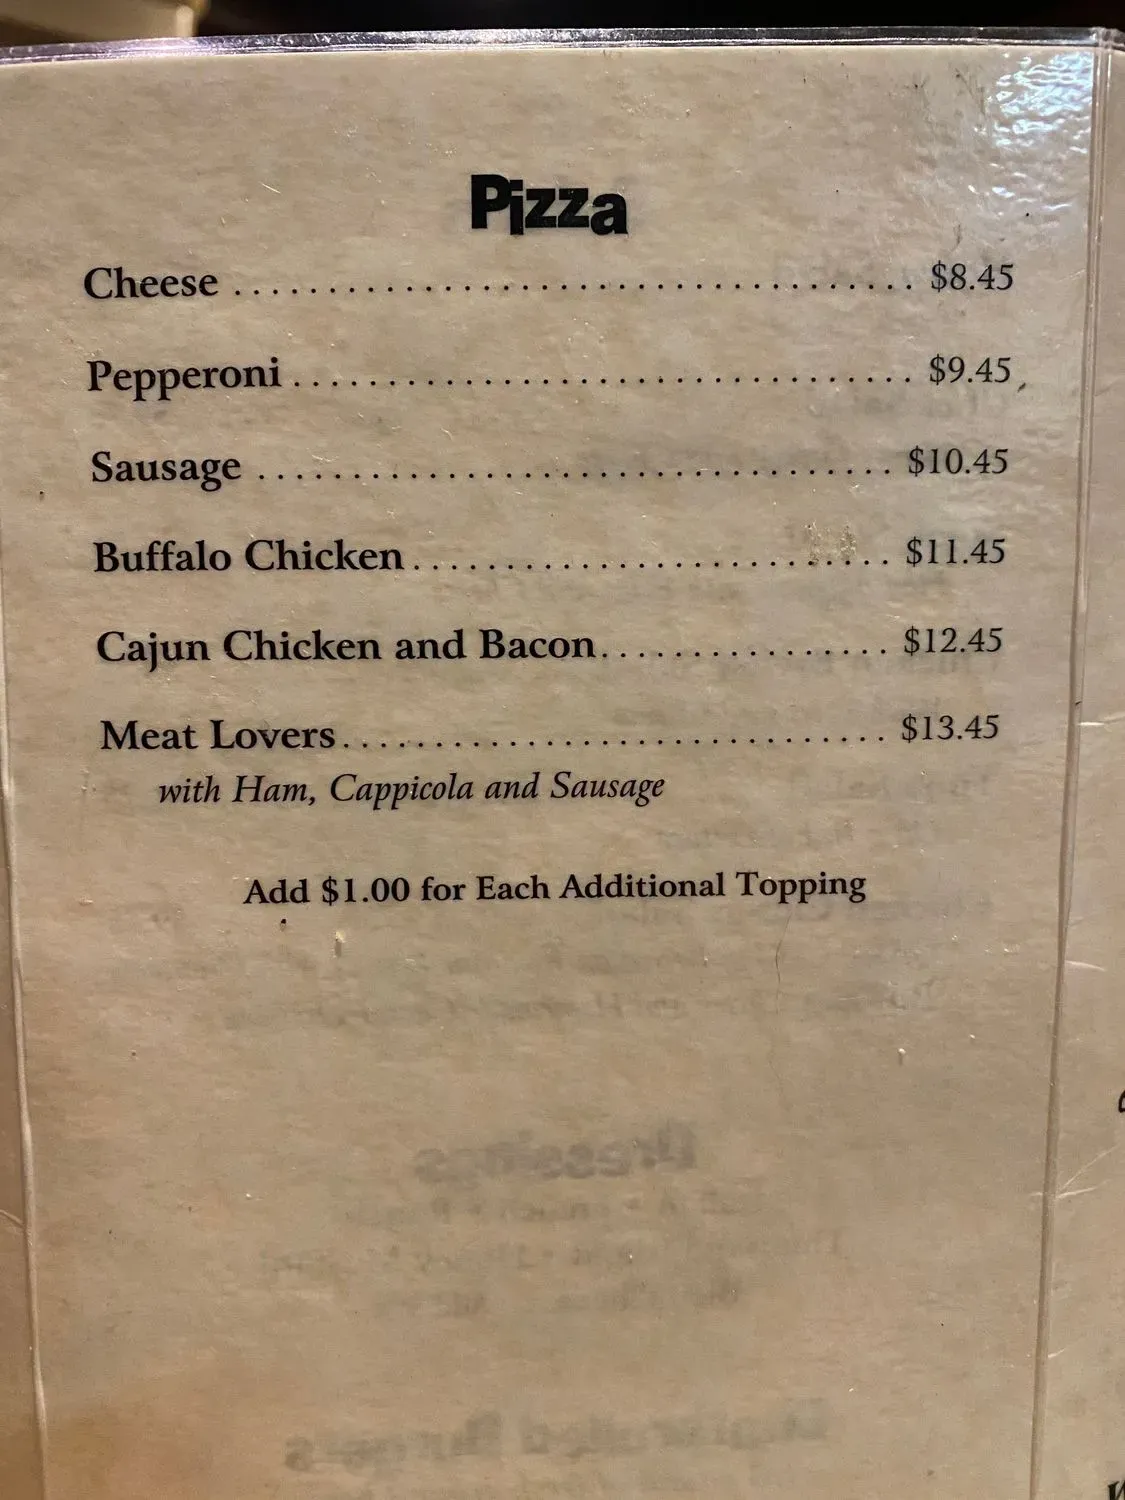 Pizza
Cheese ........................................ $8.45
Pepperoni ................................. $9.45
Sausage .................................. $10.45
Buffalo Chicken .......................... $11.45
Cajun Chicken and Bacon ................ $12.45
Meat Lovers .............................. $13.45
with Ham, Cappicola and Sausage
Add $1.00 for Each Additional Topping
Dressings